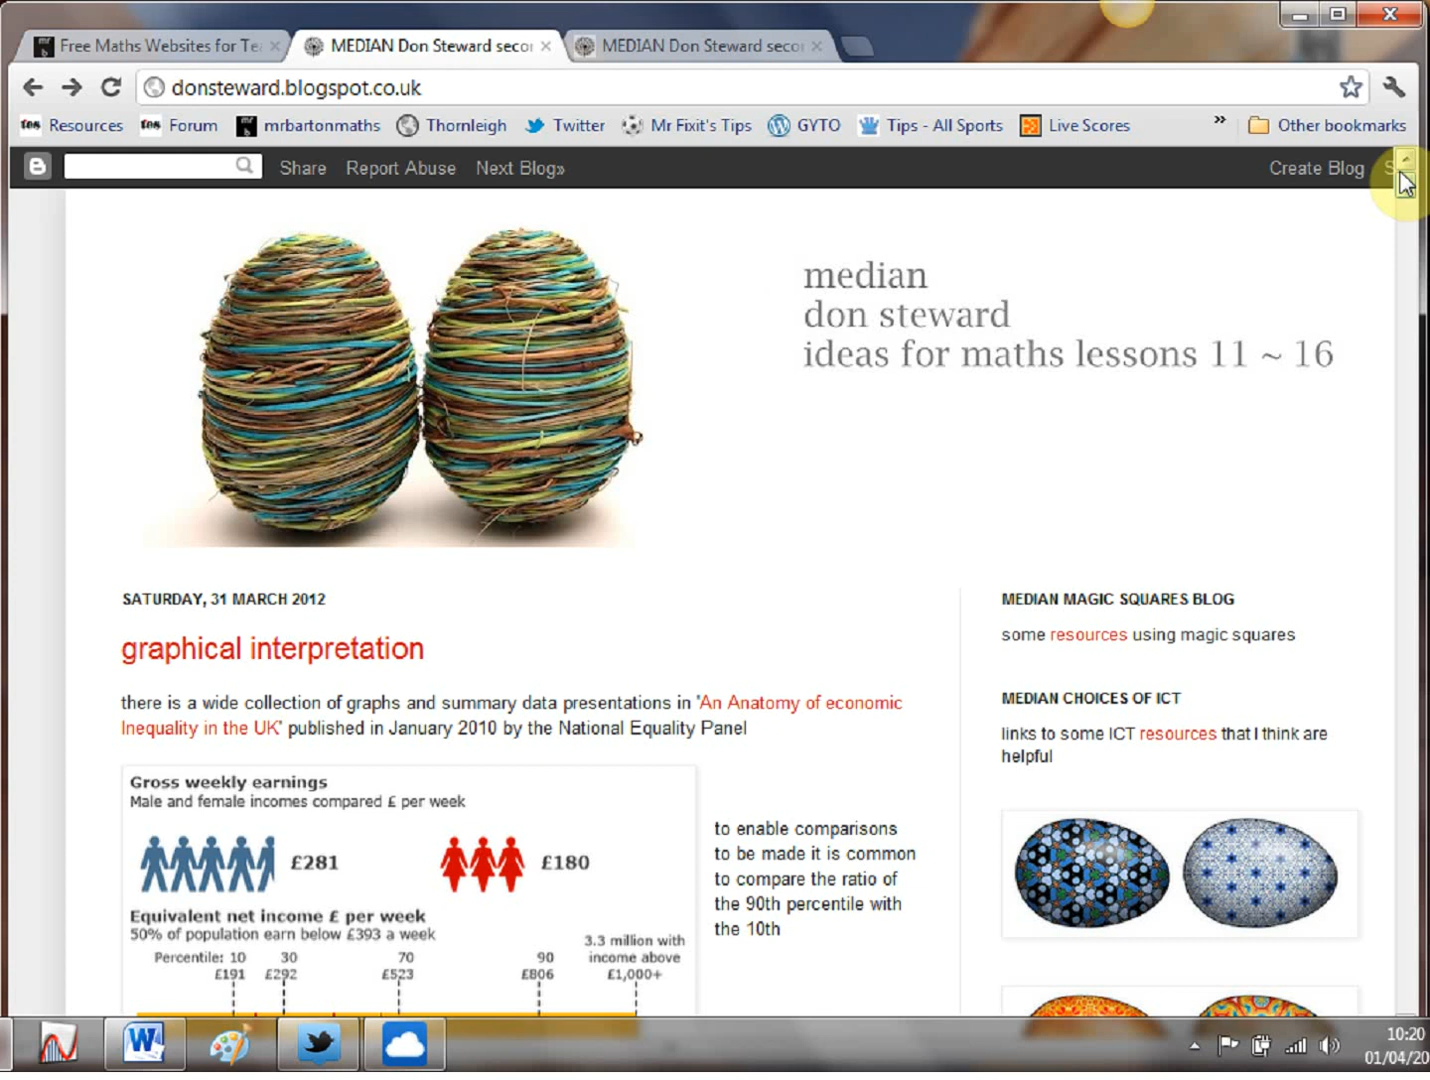 Free Maths Websites for Te
MEDIAN Don Steward secor
MEDIAN Don Steward secor
donsteward.blogspot.co.uk
tes Resources
tes Forum
mrbartonmaths
Thornleigh
Twitter
Mr Fixit's Tips
GYTO
Tips - All Sports
Live Scores
»
Other bookmarks
Share
Report Abuse
Next Blog»
Create Blog
S
median
don steward
ideas for maths lessons 11 ~ 16
SATURDAY, 31 MARCH 2012
graphical interpretation
there is a wide collection of graphs and summary data presentations in 'An Anatomy of economic
Inequality in the UK' published in January 2010 by the National Equality Panel
Gross weekly earnings
Male and female incomes compared £ per week
£281
£180
Equivalent net income £ per week
50% of population earn below £393 a week
Percentile: 10 30 70 90
£191 £292 £523 £806
3.3 million with
income above
£1,000+
to enable comparisons
to be made it is common
to compare the ratio of
the 90th percentile with
the 10th
MEDIAN MAGIC SQUARES BLOG
some resources using magic squares
MEDIAN CHOICES OF ICT
links to some ICT resources that I think are
helpful
10:20
01/04/20